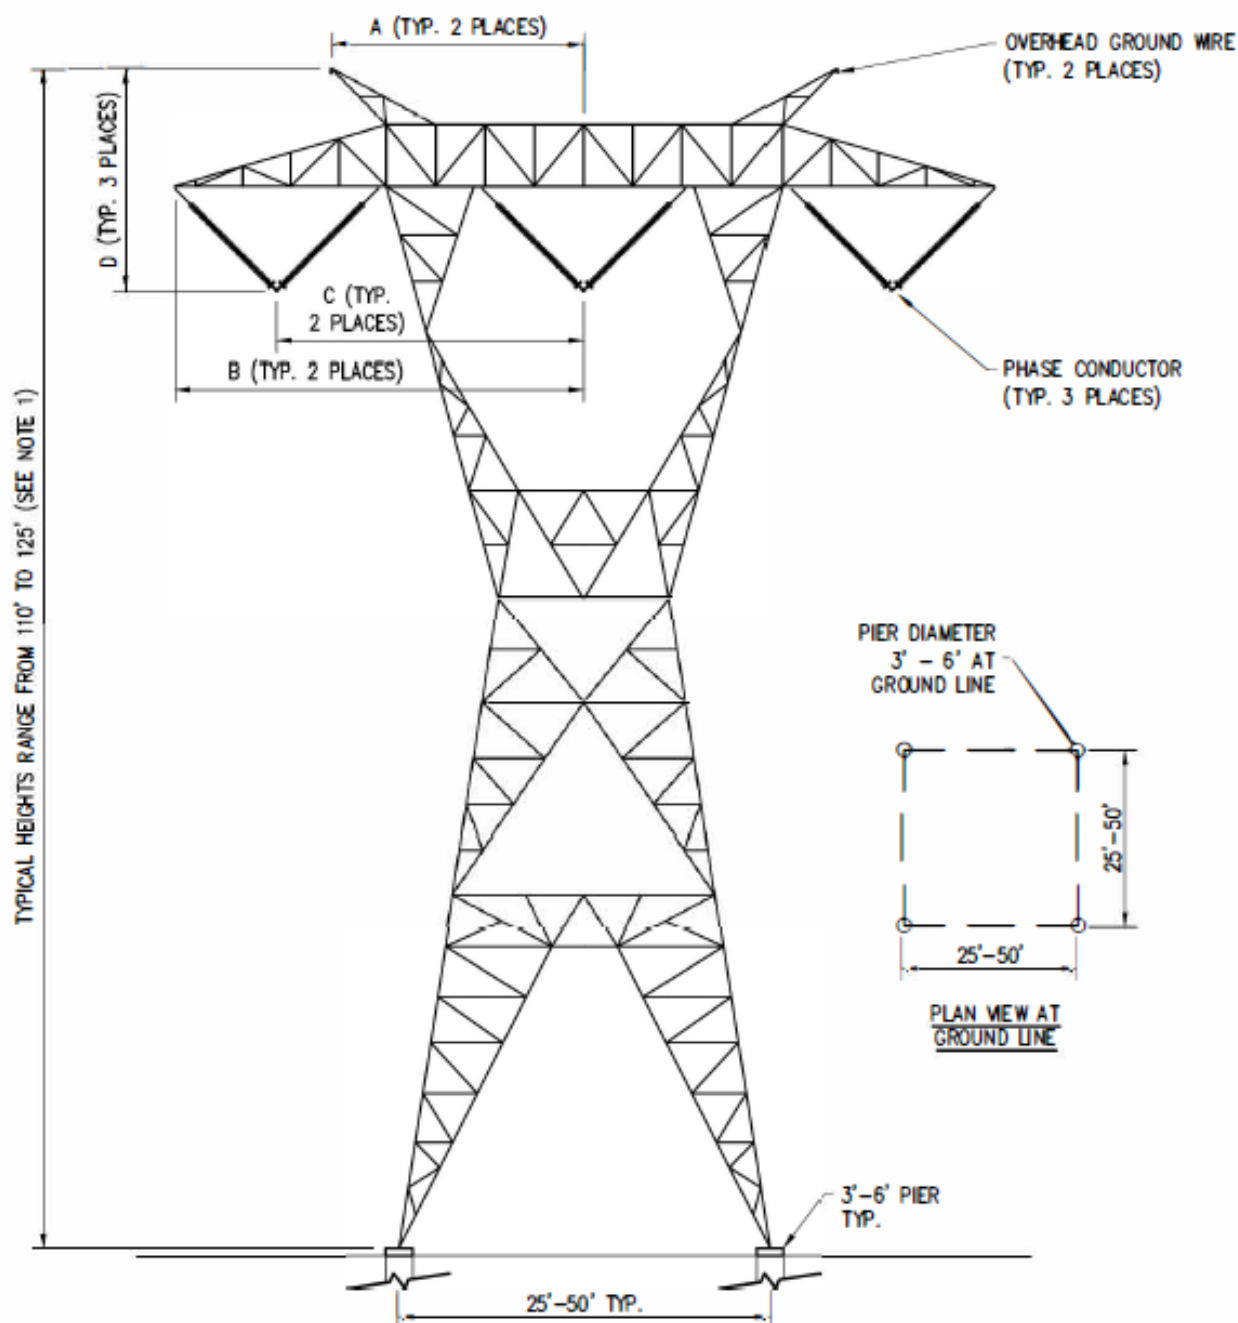 A (TYP. 2 PLACES)
OVERHEAD GROUND WIRE
(TYP. 2 PLACES)
D (TYP. 3 PLACES)
C (TYP.
2 PLACES)
B (TYP. 2 PLACES)
PHASE CONDUCTOR
(TYP. 3 PLACES)
TYPICAL HEIGHTS RANGE FROM 110' TO 125' (SEE NOTE 1)
PIER DIAMETER
3' - 6' AT
GROUND LINE
25'-50'
25'-50'
PLAN VIEW AT
GROUND LINE
3'-6' PIER
TYP.
25'-50' TYP.